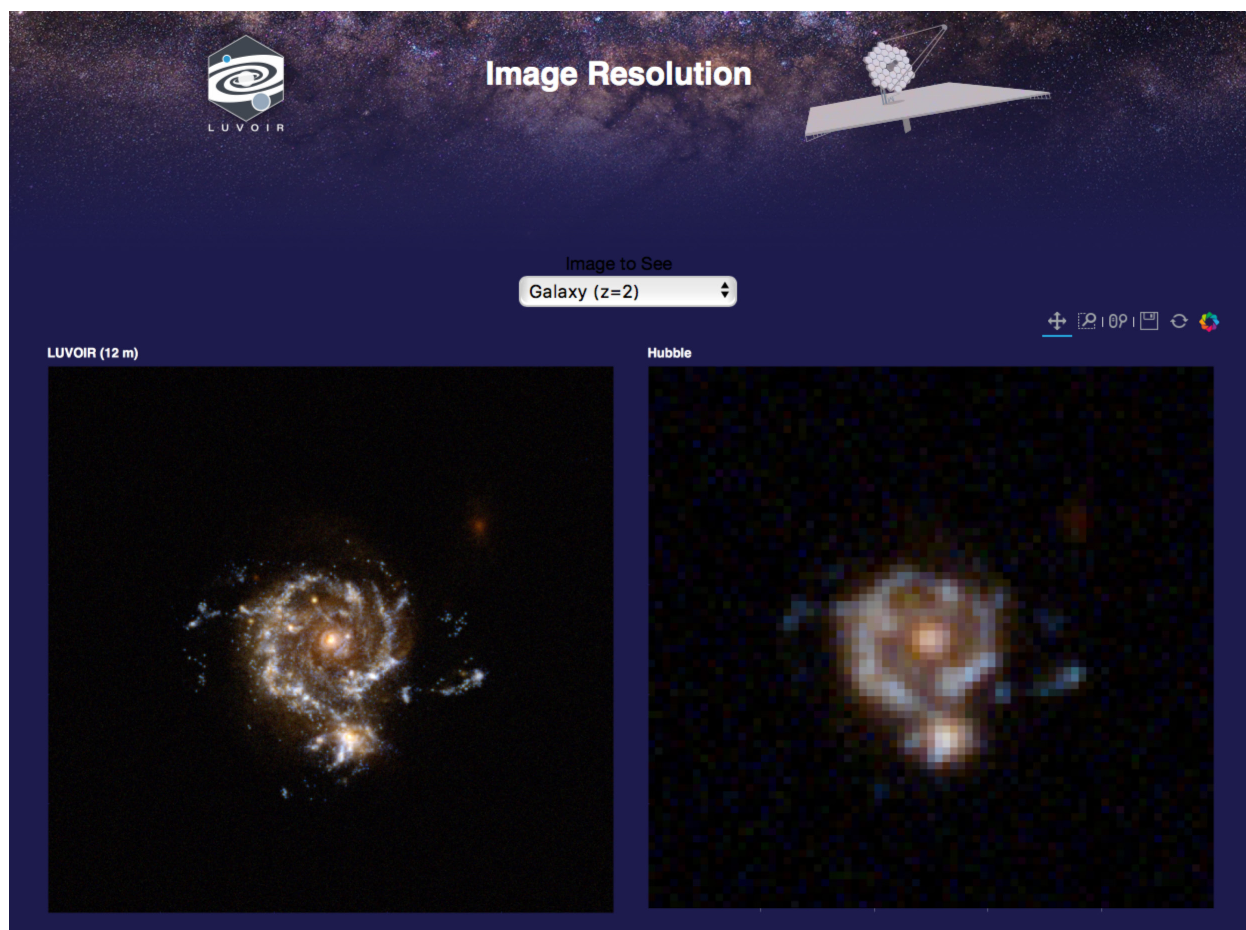 LUVOIR
Image Resolution
Image to See
Galaxy (z=2)
LUVOIR (12 m)
Hubble